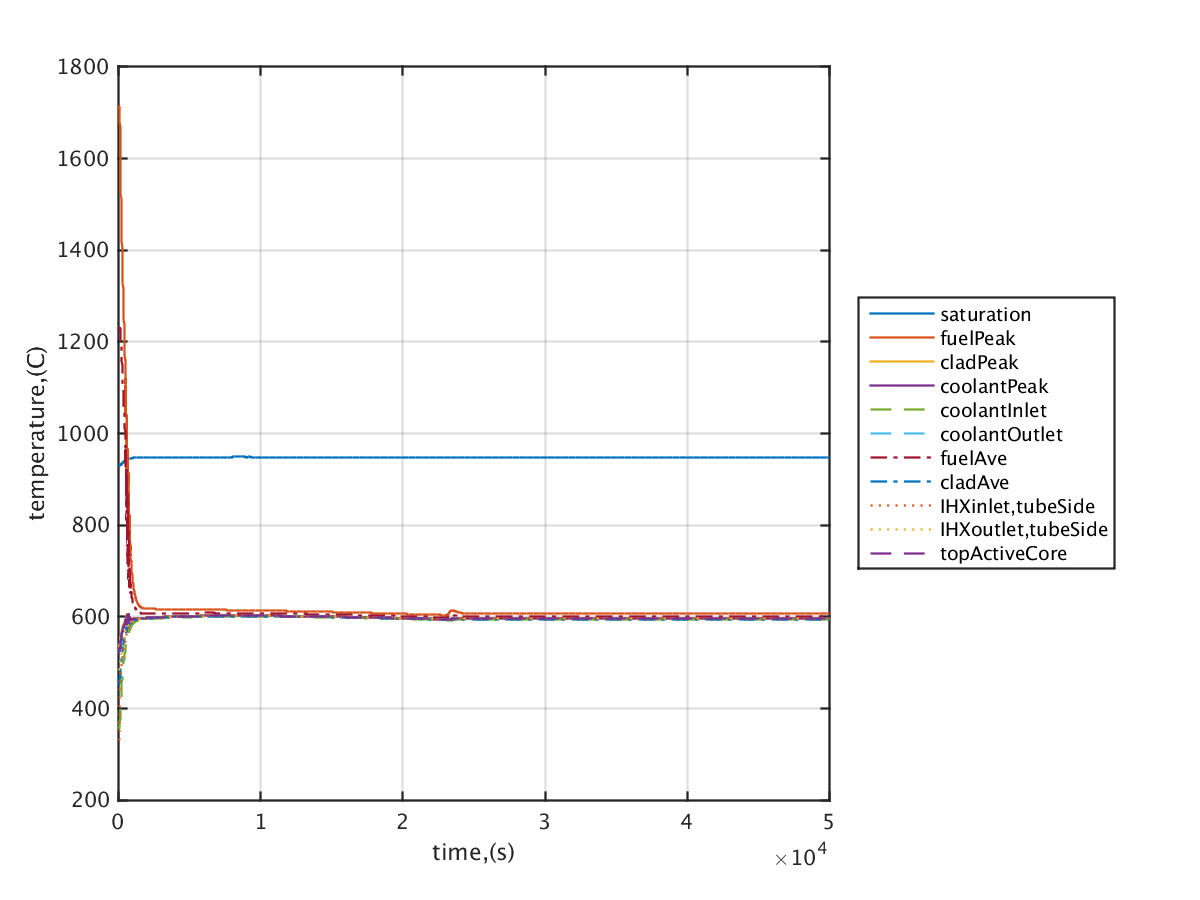 1800
1600
1400
1200
1000
800
600
400
200
temperature,(C)
0
1
2
3
4
5
time,(s)
×10^4
saturation
fuelPeak
cladPeak
coolantPeak
coolantInlet
coolantOutlet
fuelAve
cladAve
IHXinlet,tubeSide
IHXoutlet,tubeSide
topActiveCore